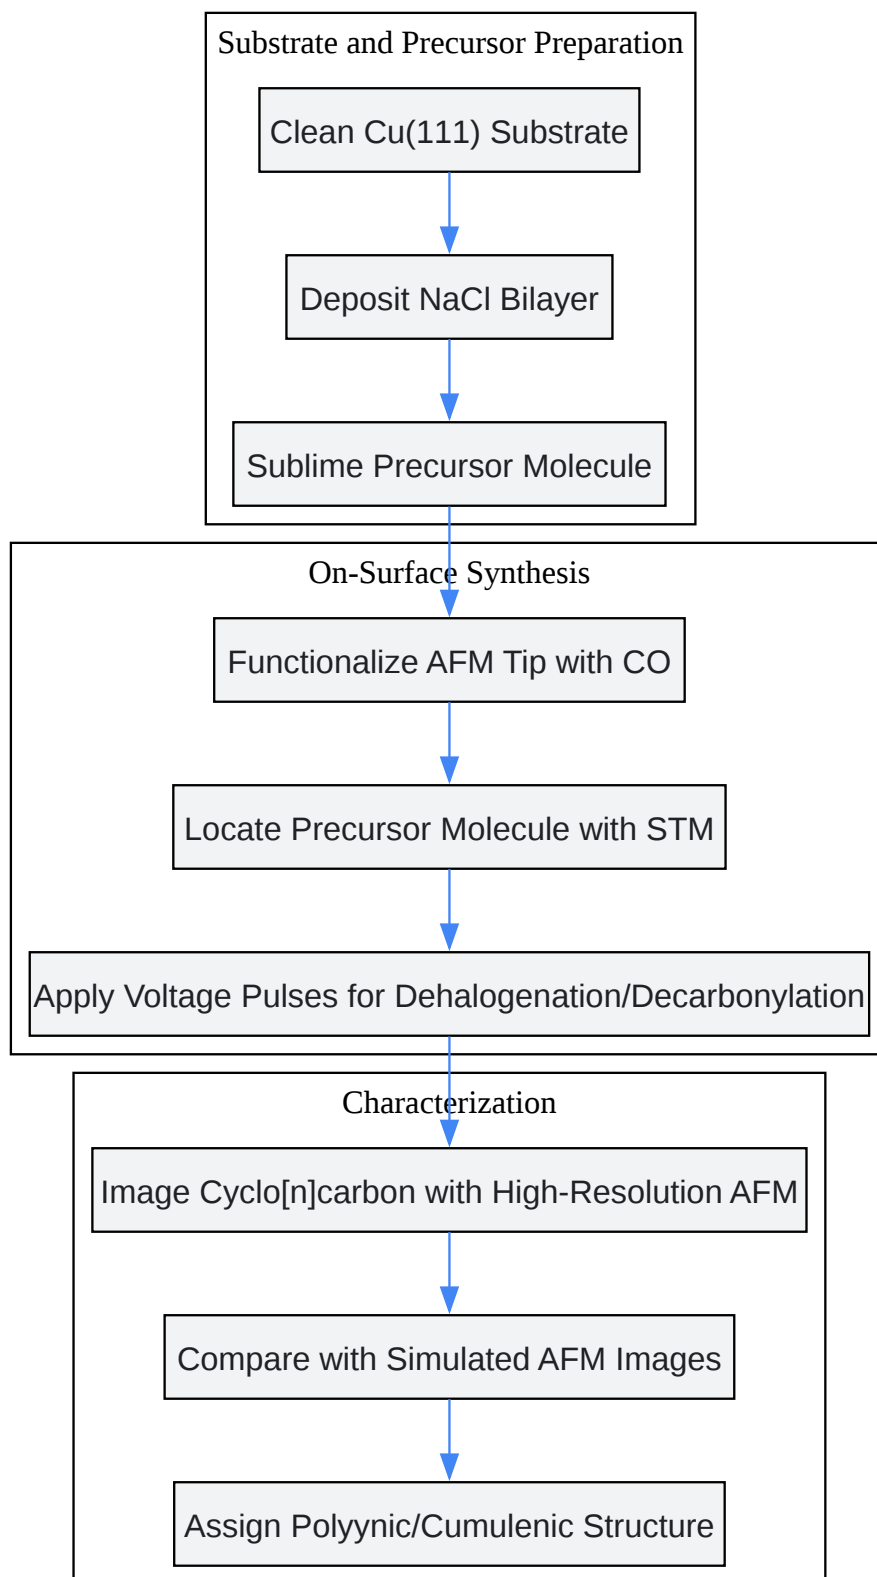 Substrate and Precursor Preparation
Clean Cu(111) Substrate
Deposit NaCl Bilayer
Sublime Precursor Molecule
On-Surface Synthesis
Functionalize AFM Tip with CO
Locate Precursor Molecule with STM
Apply Voltage Pulses for Dehalogenation/Decarbonylation
Characterization
Image Cyclo[n]carbon with High-Resolution AFM
Compare with Simulated AFM Images
Assign Polyynic/Cumulenic Structure